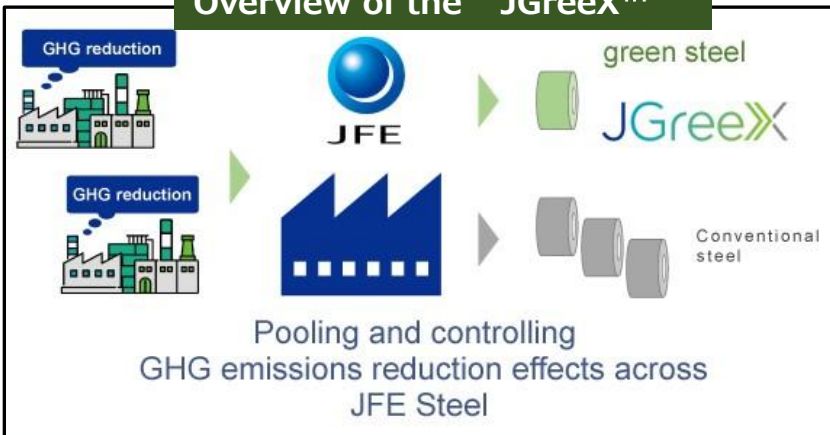 Overview of the "JGreeX™"
GHG reduction
GHG reduction
JFE
green steel
JGreeX
Conventional
steel
Pooling and controlling
GHG emissions reduction effects across
JFE Steel